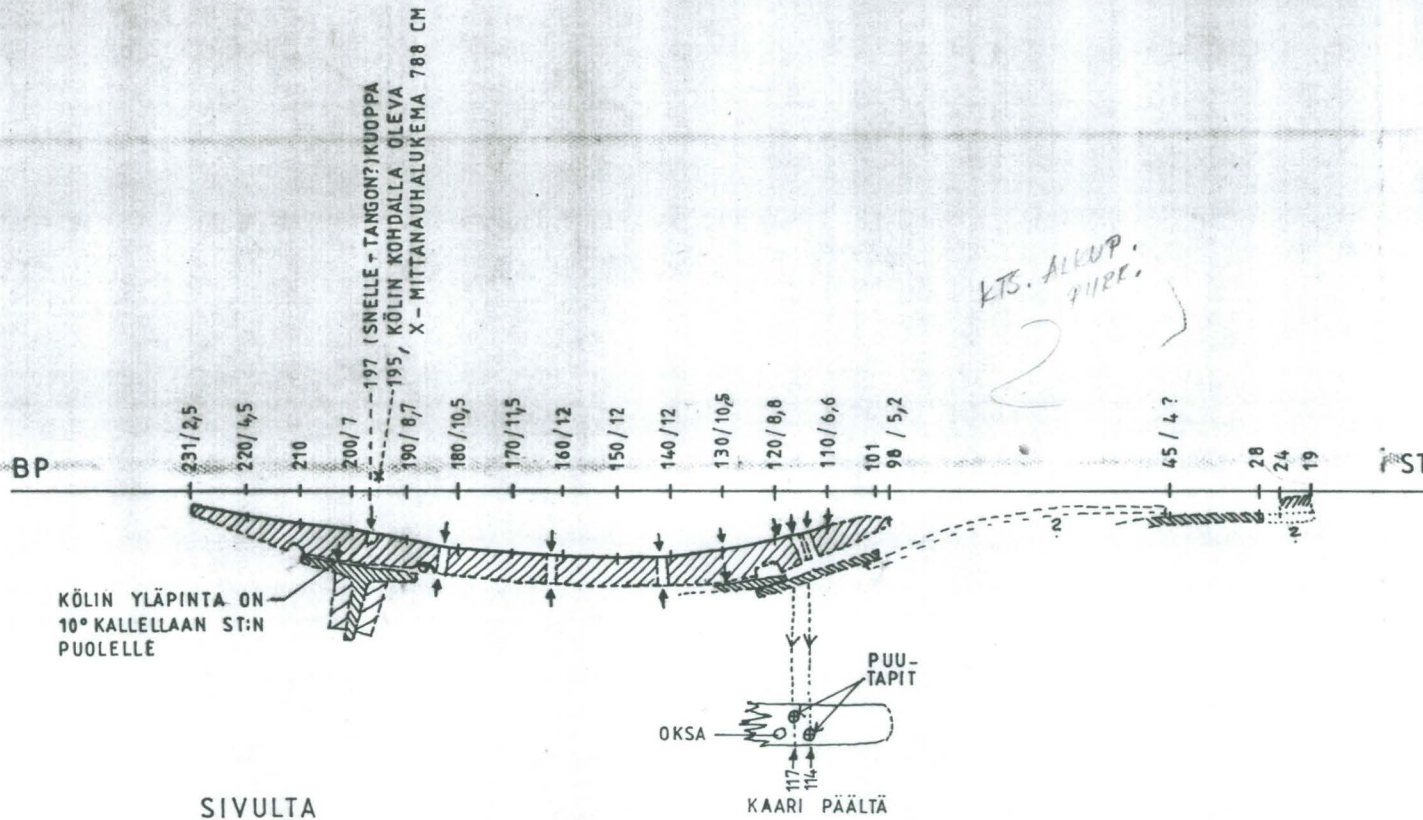 197 (SNELLE-TANGON?) KUOPPA
195, KÖLIN KOHDALLA OLEVA
X-MITTANAUHALUKEMA 788 CM
KTS. ALKUP.
PIIRR.
BP
231/2,5
220/4,5
210
200/7
190/8,7
180/10,5
170/11,5
160/12
150/12
140/12
130/10,5
120/8,8
110/6,6
101
98/5,2
45/4?
28
24
19
ST
?
?
KÖLIN YLÄPINTA ON
10° KALLELLAAN ST:N
PUOLELLE
PUU-
TAPIT
OKSA
117
114
SIVULTA
KAARI PÄÄLTÄ